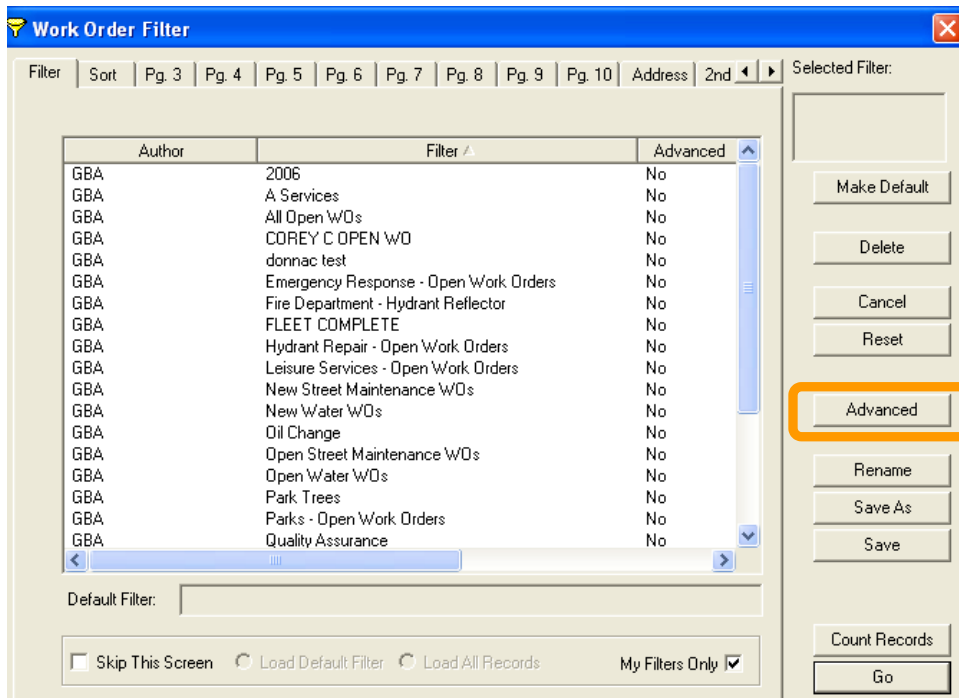 Work Order Filter
Filter Sort Pg. 3 Pg. 4 Pg. 5 Pg. 6 Pg. 7 Pg. 8 Pg. 9 Pg. 10 Address 2nd
Selected Filter:
Author Filter Advanced
GBA 2006 No
GBA A Services No
GBA All Open WOs No
GBA COREY C OPEN WO No
GBA donnac test No
GBA Emergency Response - Open Work Orders No
GBA Fire Department - Hydrant Reflector No
GBA FLEET COMPLETE No
GBA Hydrant Repair - Open Work Orders No
GBA Leisure Services - Open Work Orders No
GBA New Street Maintenance WOs No
GBA New Water WOs No
GBA Oil Change No
GBA Open Street Maintenance WOs No
GBA Open Water WOs No
GBA Park Trees No
GBA Parks - Open Work Orders No
GBA Quality Assurance No
Default Filter:
Skip This Screen Load Default Filter Load All Records My Filters Only
Make Default
Delete
Cancel
Reset
Advanced
Rename
Save As
Save
Count Records
Go